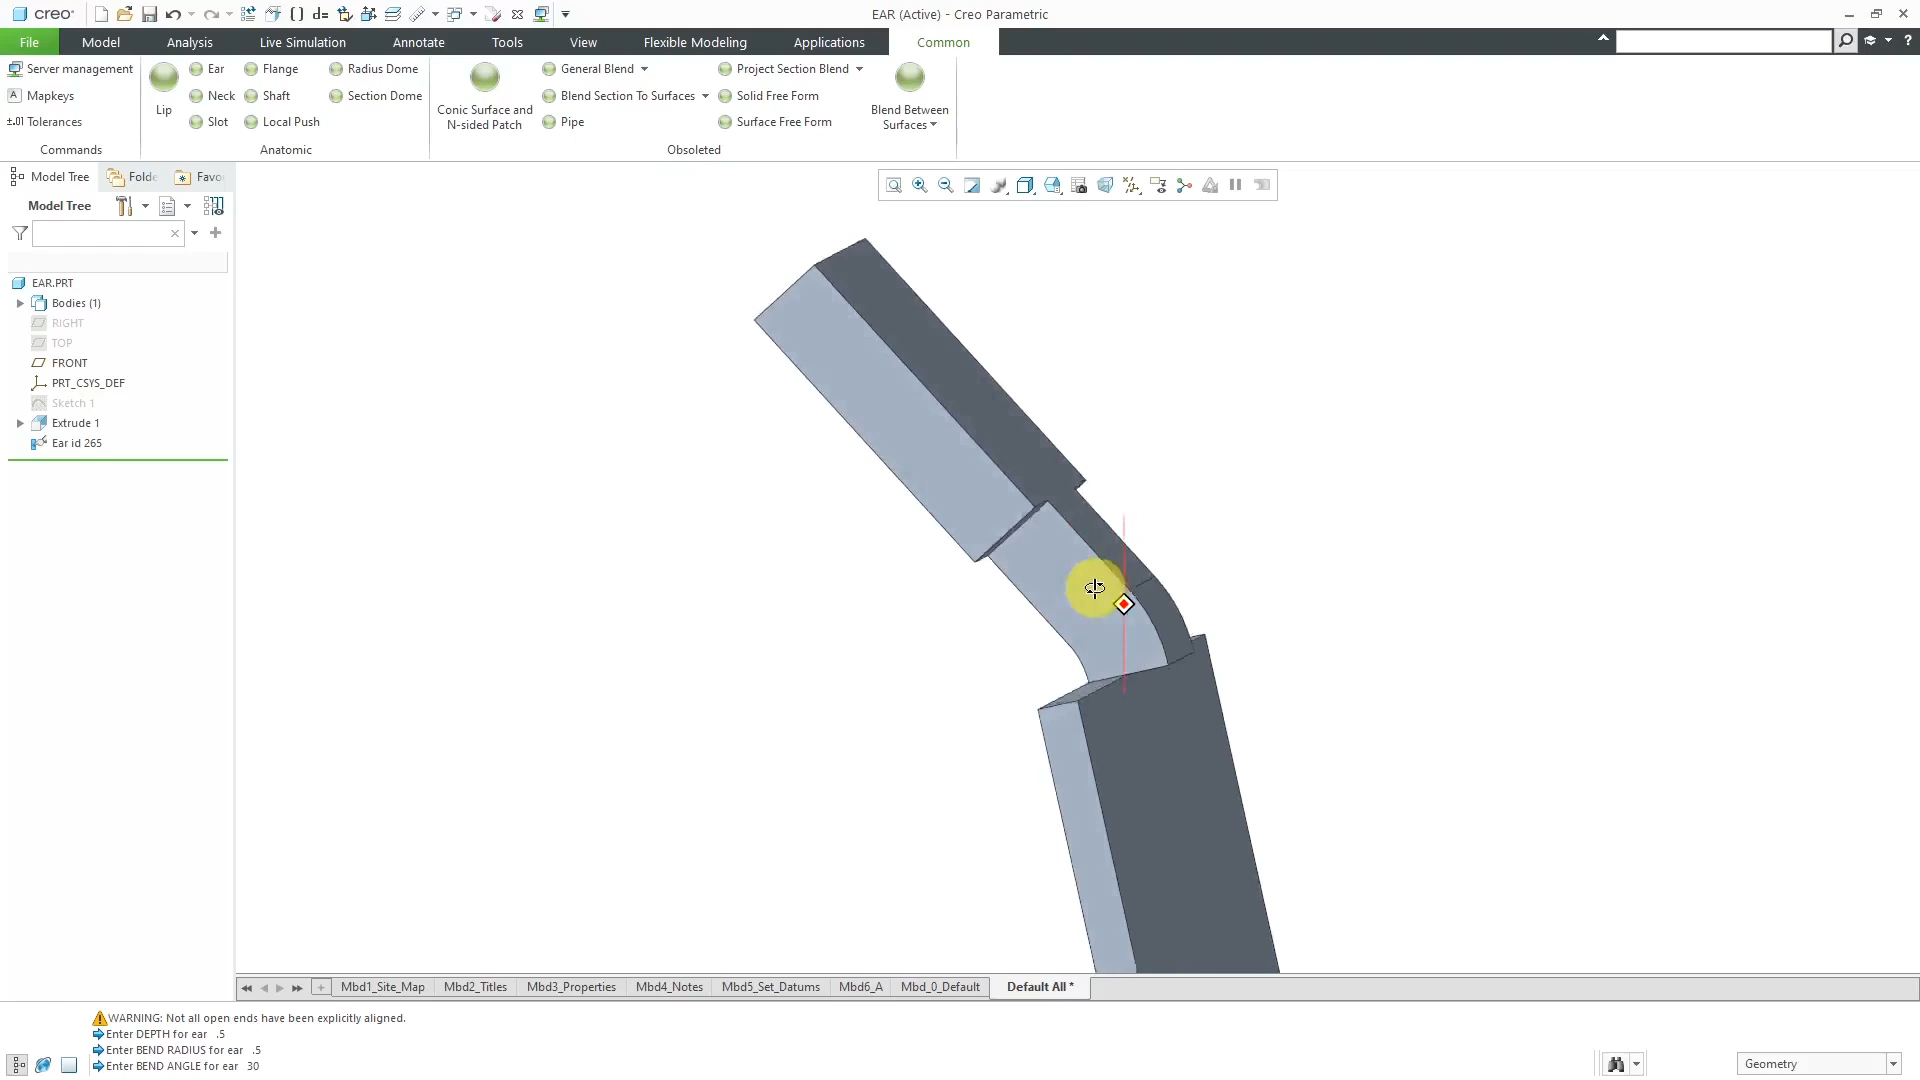 creo
EAR (Active) - Creo Parametric
File Model Analysis Live Simulation Annotate Tools View Flexible Modeling Applications Common
Server management
Mapkeys
Tolerances
Commands
Lip
Ear Flange Radius Dome
Neck Shaft Section Dome
Slot Local Push
Anatomic
Conic Surface and
N-sided Patch
General Blend Project Section Blend
Blend Section To Surfaces Solid Free Form
Pipe Surface Free Form
Blend Between
Surfaces
Obsoleted
Model Tree Folde Favo
Model Tree
EAR.PRT
Bodies (1)
RIGHT
TOP
FRONT
PRT_CSYS_DEF
Sketch 1
Extrude 1
Ear id 265
Mbd1_Site_Map Mbd2_Titles Mbd3_Properties Mbd4_Notes Mbd5_Set_Datums Mbd6_A Mbd_0_Default Default All *
WARNING: Not all open ends have been explicitly aligned.
Enter DEPTH for ear .5
Enter BEND RADIUS for ear .5
Enter BEND ANGLE for ear 30
Geometry